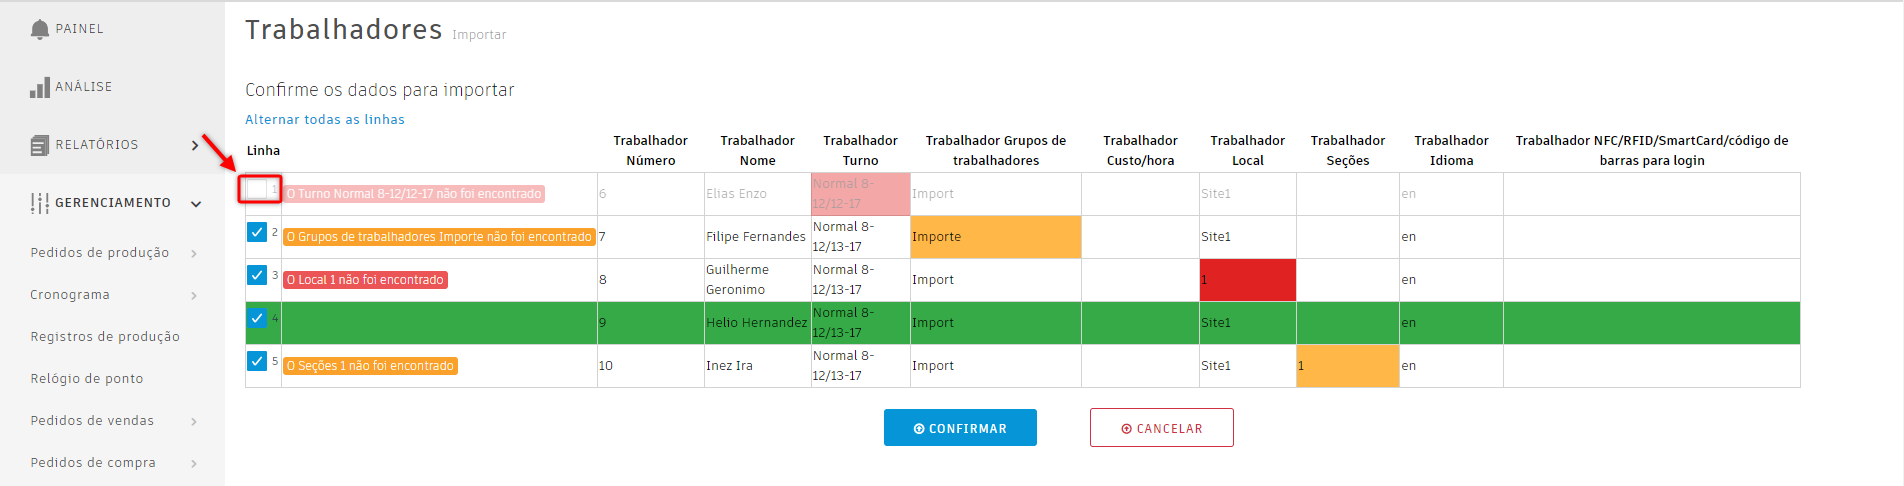 PAINEL
ANÁLISE
RELATÓRIOS
GERENCIAMENTO
Pedidos de produção
Cronograma
Registros de produção
Relógio de ponto
Pedidos de vendas
Pedidos de compra
Trabalhadores Importar
Confirme os dados para importar
Alternar todas as linhas
Linha
Trabalhador
Número
Trabalhador
Nome
Trabalhador
Turno
Trabalhador Grupos de
trabalhadores
Trabalhador
Custo/hora
Trabalhador
Local
Trabalhador
Seções
Trabalhador
Idioma
Trabalhador NFC/RFID/SmartCard/código de
barras para login
1 O Turno Normal 8-12/12-17 não foi encontrado 6 Elias Enzo Normal 8-
12/12-17 Import Site1 en
2 O Grupos de trabalhadores Importe não foi encontrado 7 Filipe Fernandes Normal 8-
12/13-17 Importe Site1 en
3 O Local 1 não foi encontrado 8 Guilherme
Geronimo Normal 8-
12/13-17 Import 1 en
4 9 Helio Hernandez Normal 8-
12/13-17 Import Site1 en
5 O Seções 1 não foi encontrado 10 Inez Ira Normal 8-
12/13-17 Import Site1 1 en
CONFIRMAR
CANCELAR